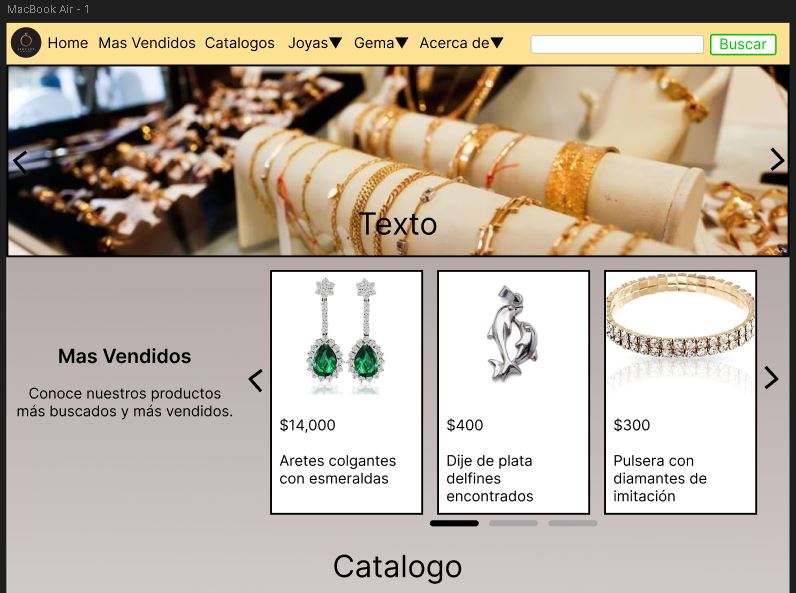 MacBook Air - 1
Home Mas Vendidos Catalogos Joyas▼ Gema▼ Acerca de▼ Buscar
Texto
Mas Vendidos
Conoce nuestros productos
más buscados y más vendidos.
$14,000
Aretes colgantes
con esmeraldas
$400
Dije de plata
delfines
encontrados
$300
Pulsera con
diamantes de
imitación
Catalogo